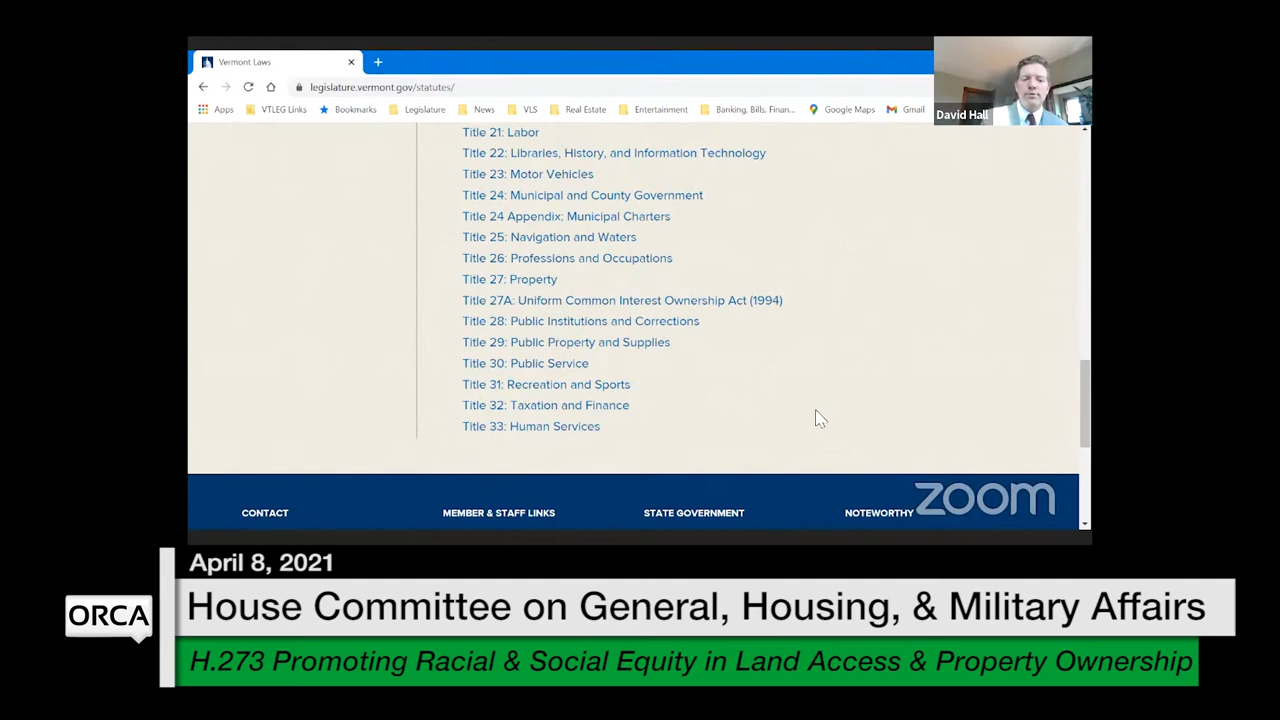 Vermont Laws
legislature.vermont.gov/statutes/
Apps VTLEG Links Bookmarks Legislature News VLS Real Estate Entertainment Banking, Bills, Finan... Google Maps Gmail
David Hall
Title 21: Labor
Title 22: Libraries, History, and Information Technology
Title 23: Motor Vehicles
Title 24: Municipal and County Government
Title 24 Appendix: Municipal Charters
Title 25: Navigation and Waters
Title 26: Professions and Occupations
Title 27: Property
Title 27A: Uniform Common Interest Ownership Act (1994)
Title 28: Public Institutions and Corrections
Title 29: Public Property and Supplies
Title 30: Public Service
Title 31: Recreation and Sports
Title 32: Taxation and Finance
Title 33: Human Services
zoom
CONTACT MEMBER & STAFF LINKS STATE GOVERNMENT NOTEWORTHY
April 8, 2021
ORCA
House Committee on General, Housing, & Military Affairs
H.273 Promoting Racial & Social Equity in Land Access & Property Ownership